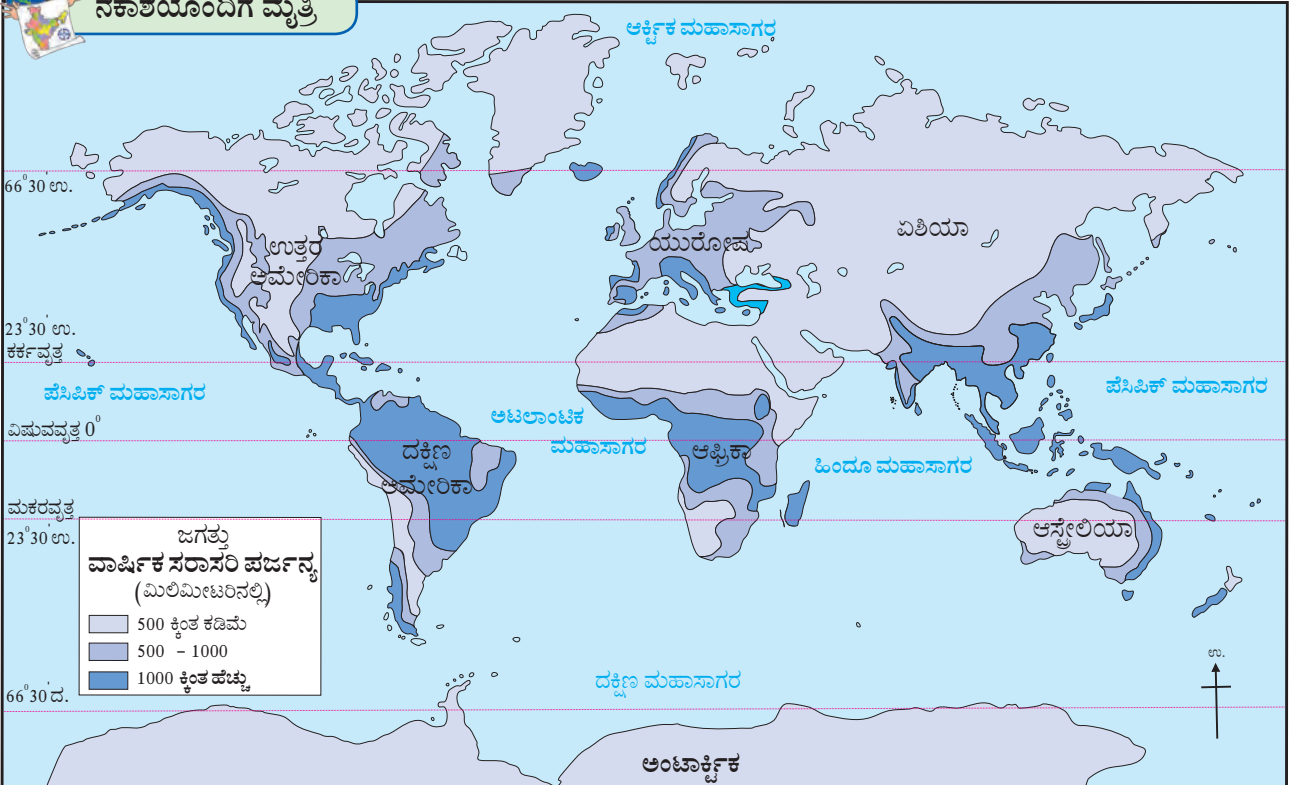 ನಕಾಶೆಯೊಂದಿಗೆ ಮೈತ್ರಿ
ಆರ್ಕ್ಟಿಕ ಮಹಾಸಾಗರ
66°30' ಉ.
ಉತ್ತರ
ಅಮೇರಿಕಾ
ಯುರೋಪ
ಏಶಿಯಾ
23°30' ಉ.
ಕರ್ಕವೃತ್ತ
ಪೆಸಿಪಿಕ್ ಮಹಾಸಾಗರ
ಪೆಸಿಪಿಕ್ ಮಹಾಸಾಗರ
ಅಟಲಾಂಟಿಕ
ಮಹಾಸಾಗರ
ವಿಷುವವೃತ್ತ 0°
ದಕ್ಷಿಣ
ಅಮೇರಿಕಾ
ಆಫ್ರಿಕಾ
ಹಿಂದೂ ಮಹಾಸಾಗರ
ಮಕರವೃತ್ತ
23°30' ಉ.
ಆಸ್ಟ್ರೇಲಿಯಾ
ಜಗತ್ತು
ವಾರ್ಷಿಕ ಸರಾಸರಿ ಪರ್ಜನ್ಯ
(ಮಿಲಿಮೀಟರಿನಲ್ಲಿ)
500 ಕ್ಕಿಂತ ಕಡಿಮೆ
500 – 1000
1000 ಕ್ಕಿಂತ ಹೆಚ್ಚು
ಉ.
66°30' ದ.
ದಕ್ಷಿಣ ಮಹಾಸಾಗರ
ಅಂಟಾರ್ಕ್ಟಿಕ